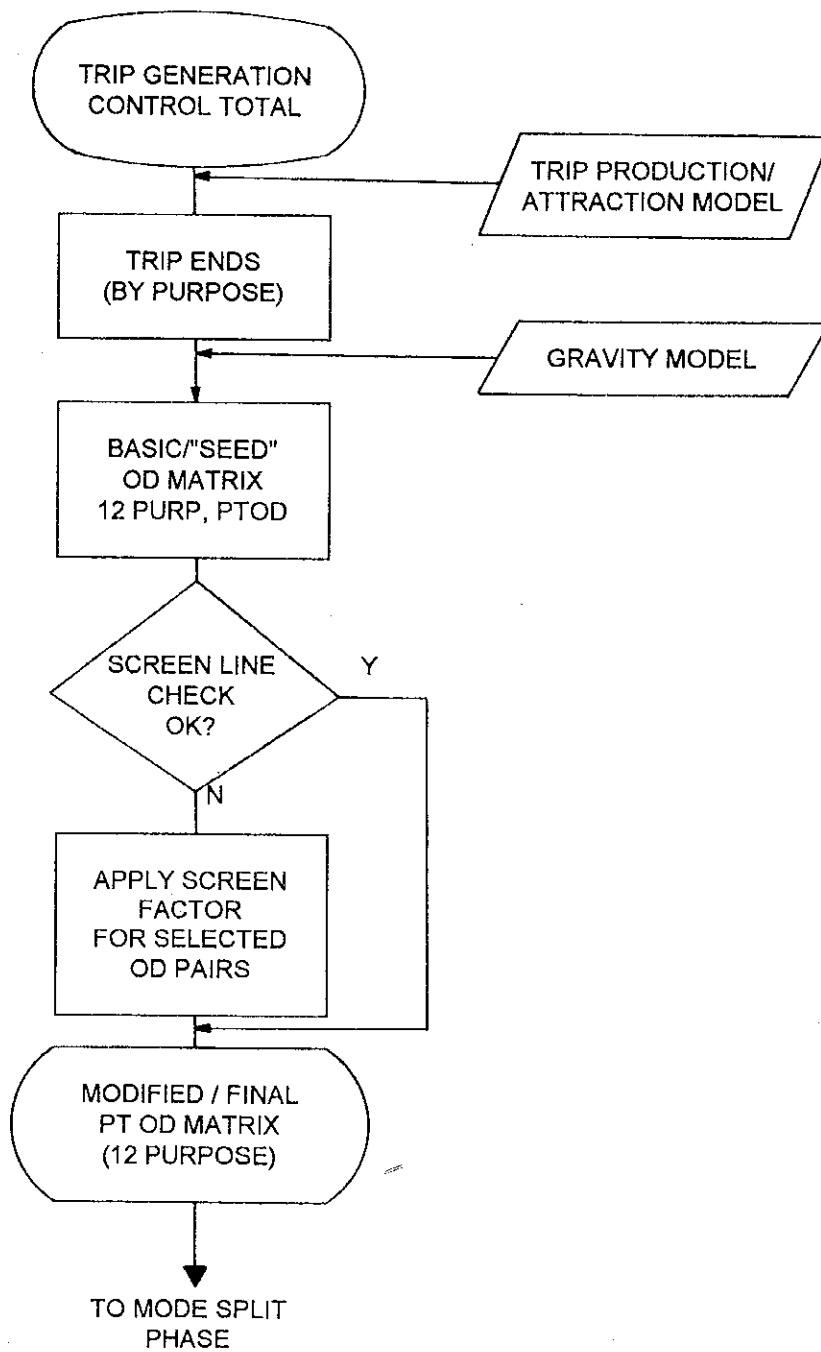 TRIP GENERATION
CONTROL TOTAL
TRIP PRODUCTION/
ATTRACTION MODEL
TRIP ENDS
(BY PURPOSE)
GRAVITY MODEL
BASIC/"SEED"
OD MATRIX
12 PURP, PTOD
SCREEN LINE
CHECK
OK?
Y
N
APPLY SCREEN
FACTOR
FOR SELECTED
OD PAIRS
MODIFIED / FINAL
PT OD MATRIX
(12 PURPOSE)
TO MODE SPLIT
PHASE